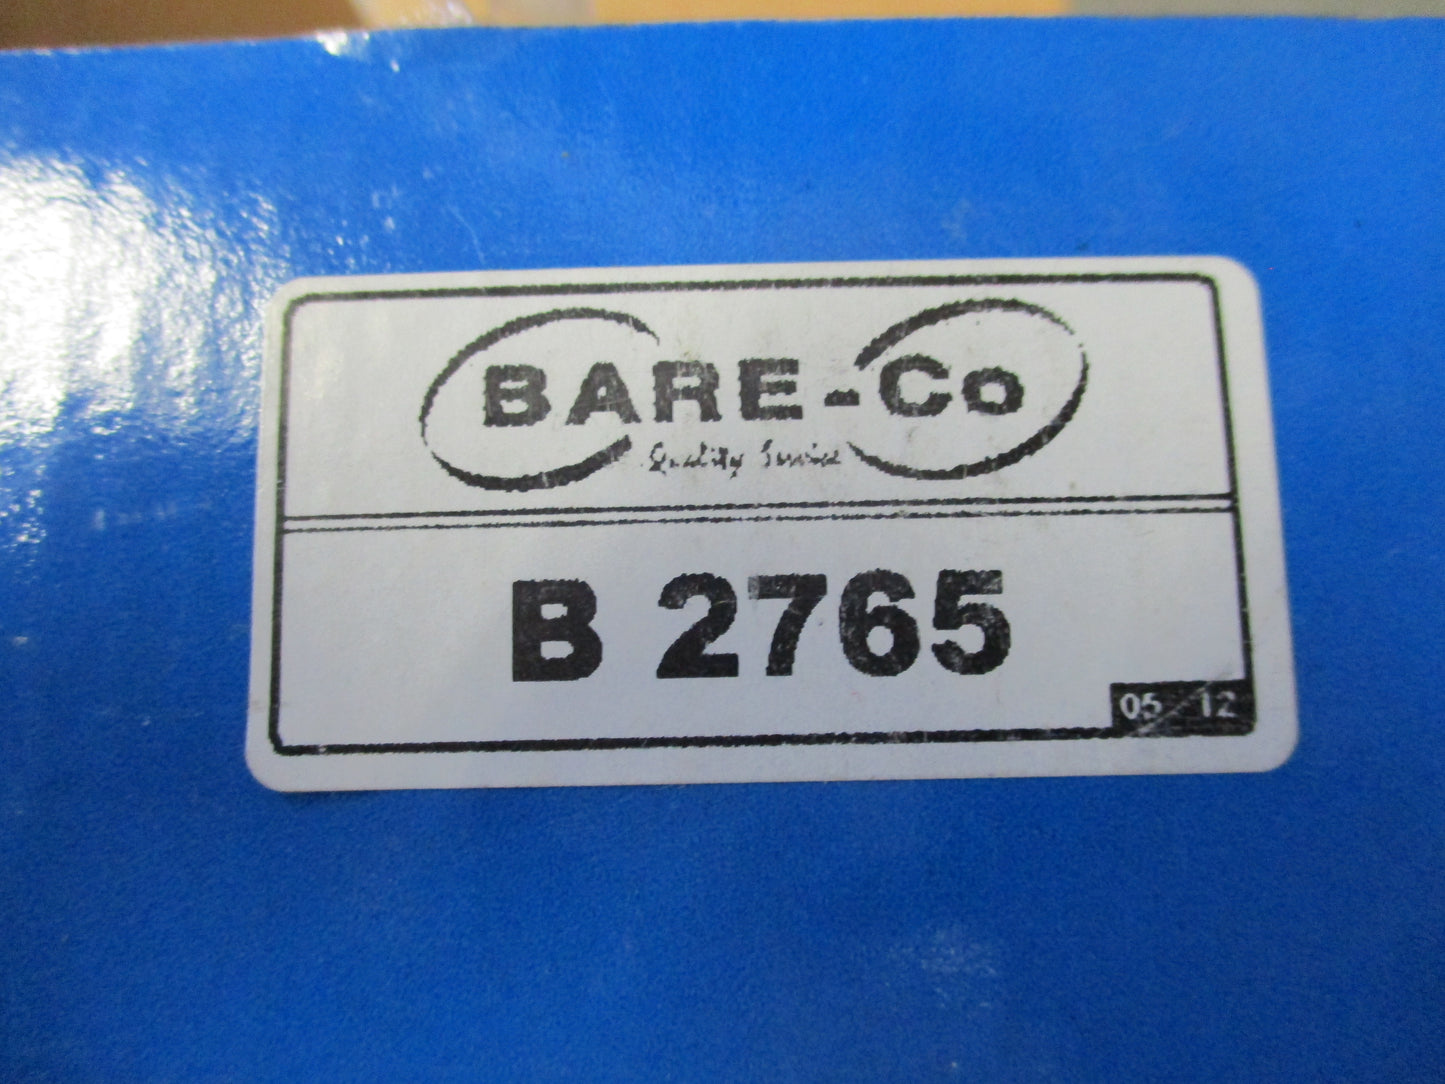 BARE-Co
Quality Service
B 2765
05 12